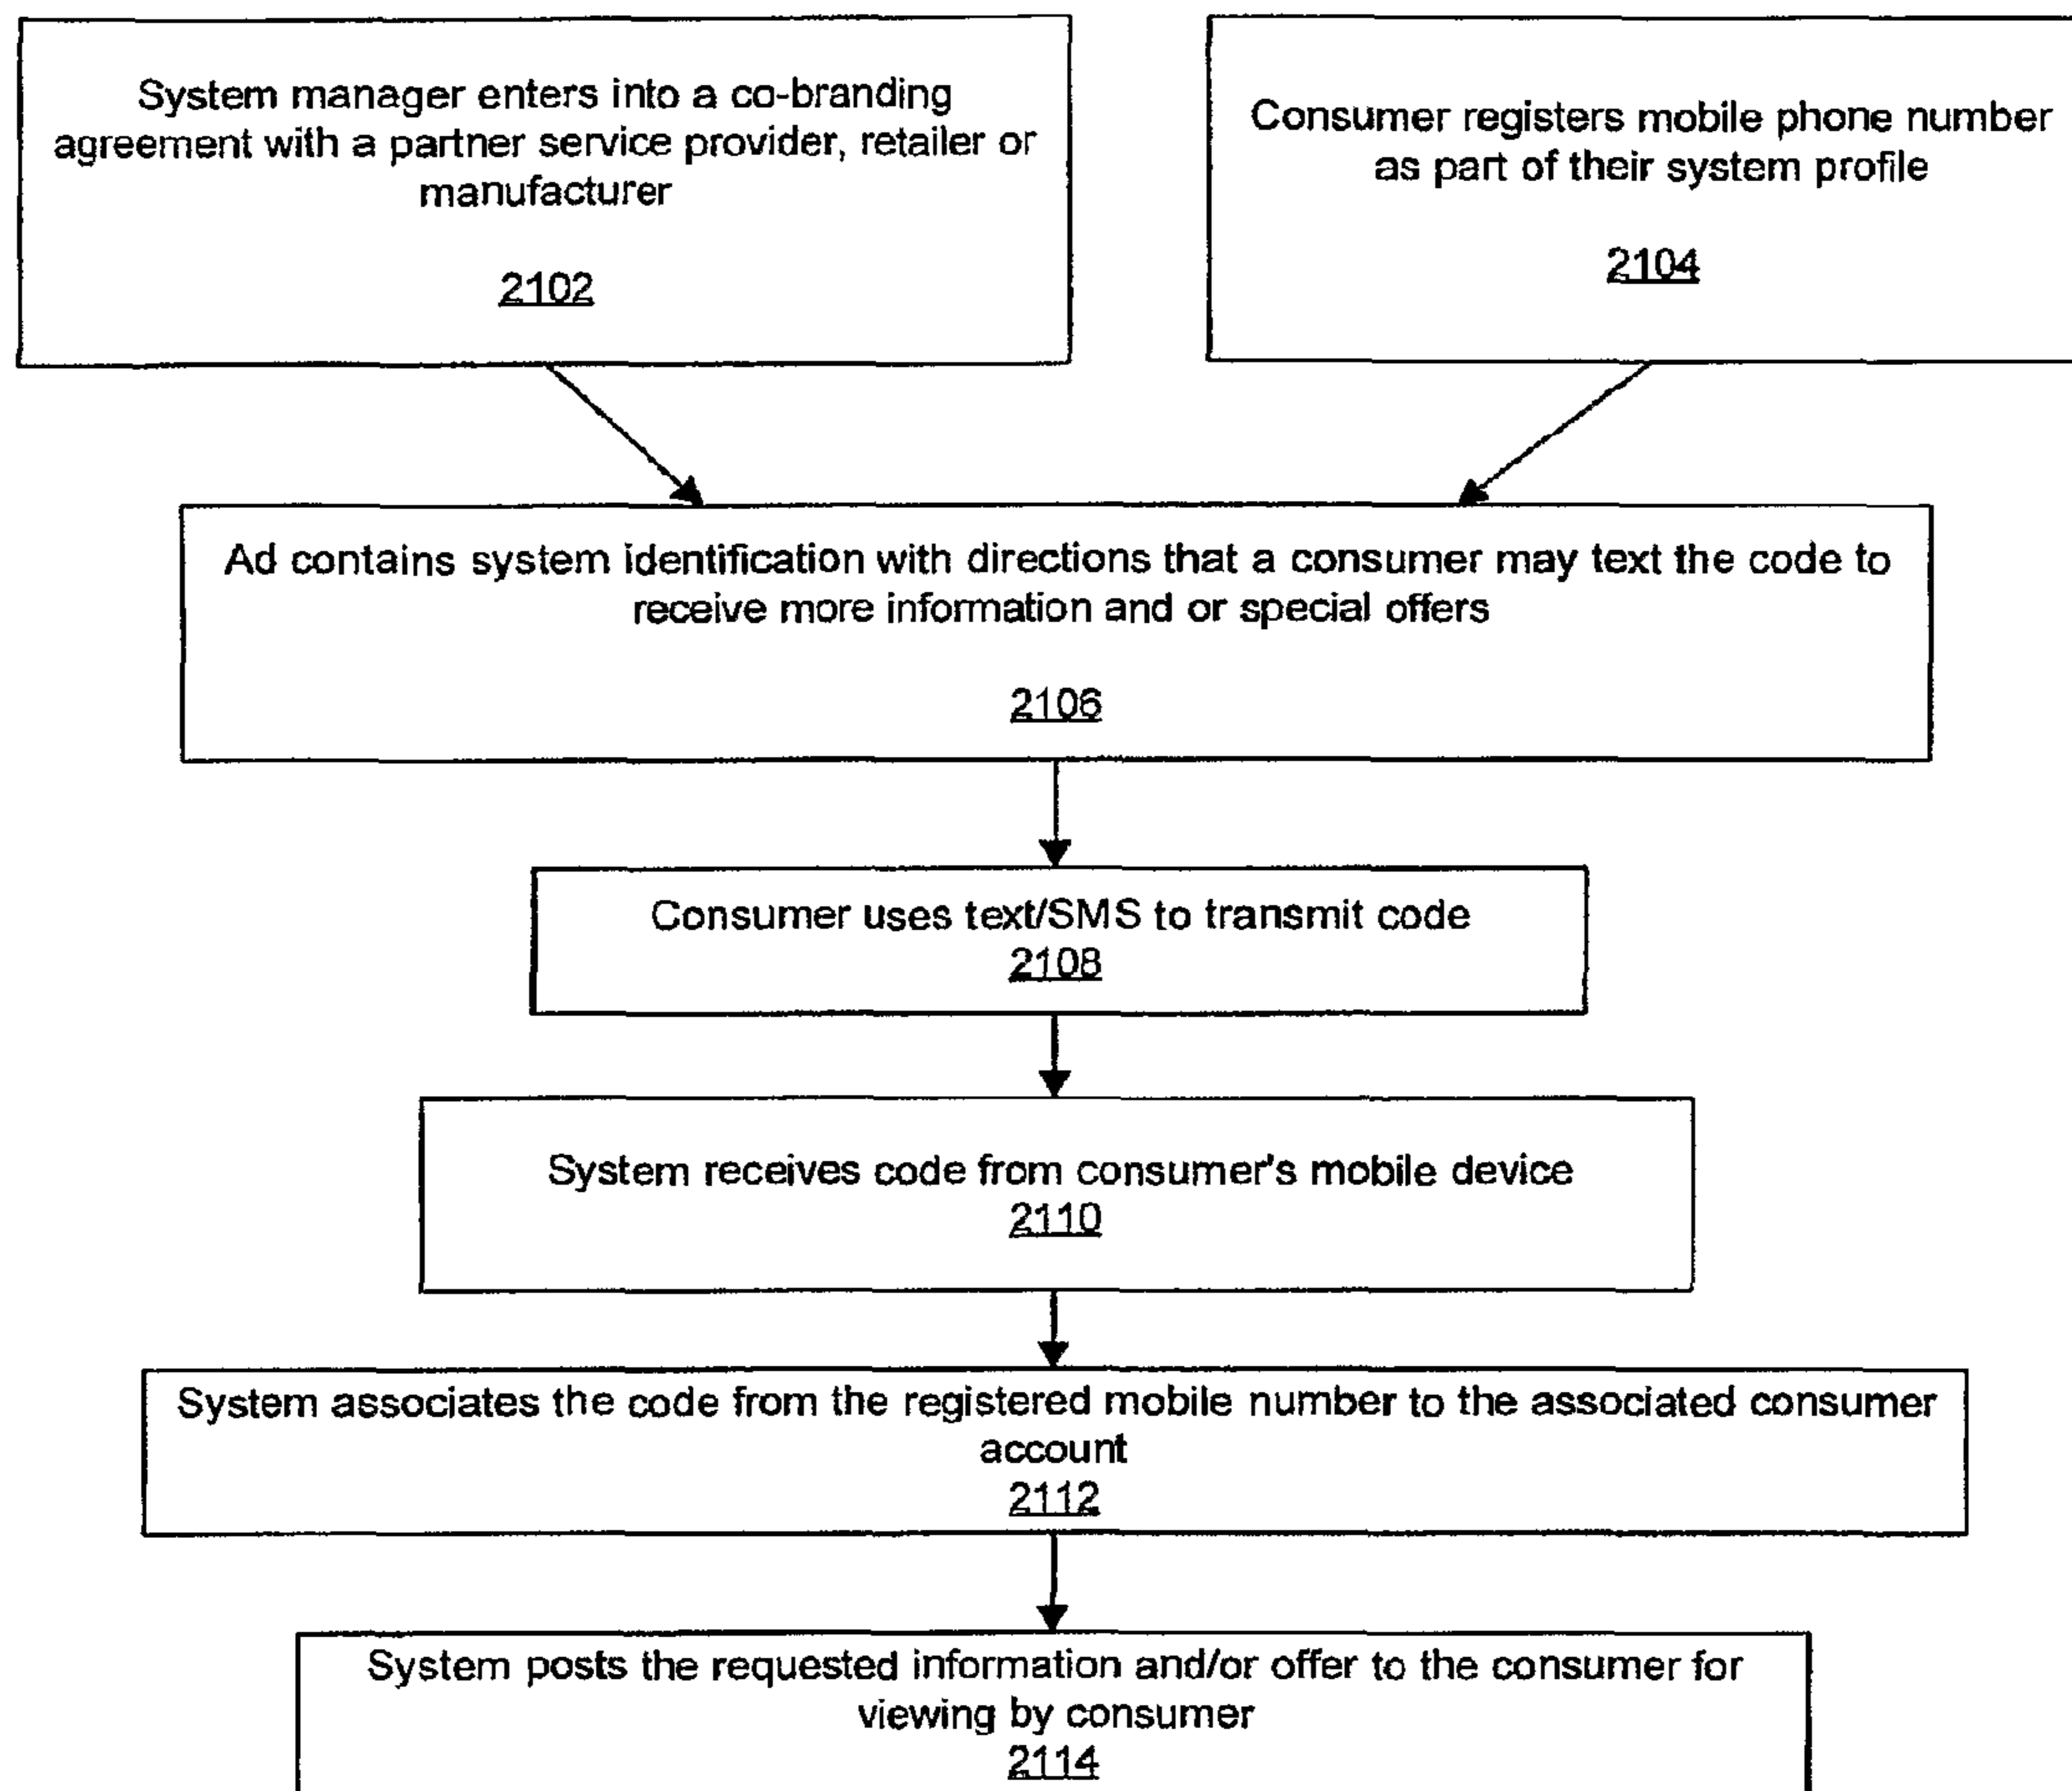 System manager enters into a co-branding
agreement with a partner service provider, retailer or
manufacturer
2102
Consumer registers mobile phone number
as part of their system profile
2104
Ad contains system identification with directions that a consumer may text the code to
receive more information and or special offers
2106
Consumer uses text/SMS to transmit code
2108
System receives code from consumer's mobile device
2110
System associates the code from the registered mobile number to the associated consumer
account
2112
System posts the requested information and/or offer to the consumer for
viewing by consumer
2114